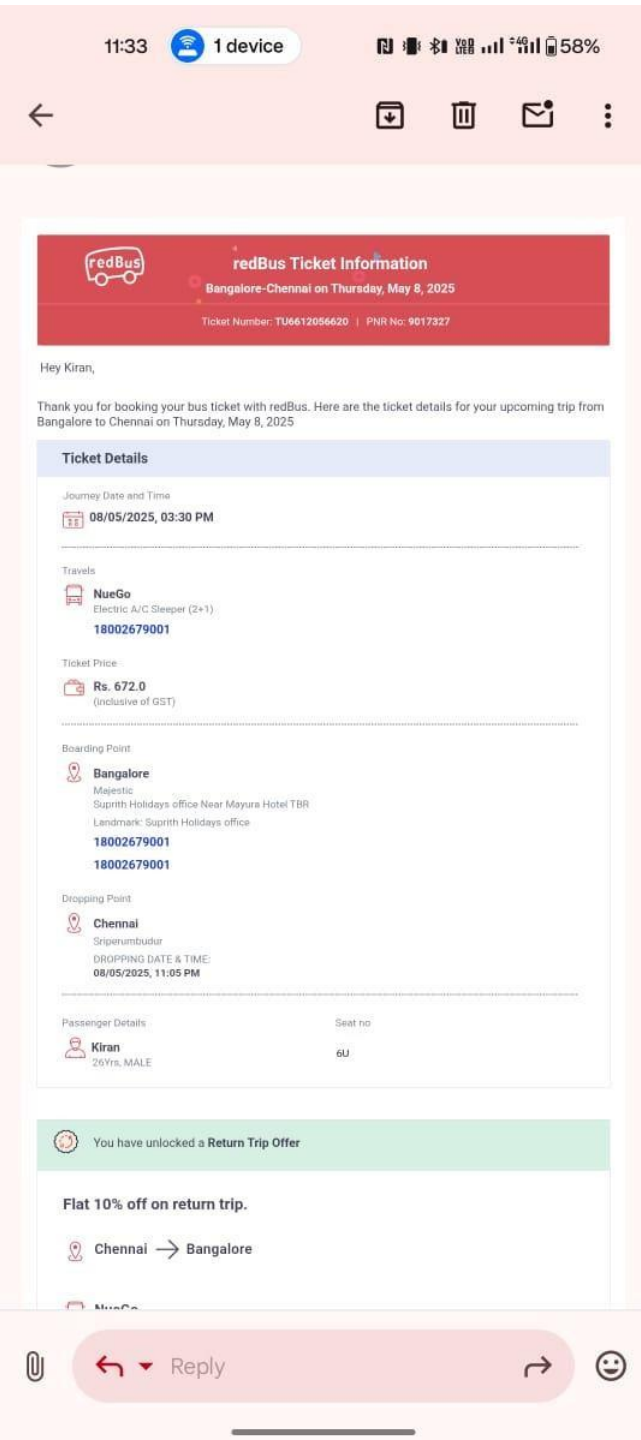 11:33
1 device
58%
redBus
redBus Ticket Information
Bangalore-Chennai on Thursday, May 8, 2025
Ticket Number: TU6612056620 | PNR No: 9017327
Hey Kiran,
Thank you for booking your bus ticket with redBus. Here are the ticket details for your upcoming trip from
Bangalore to Chennai on Thursday, May 8, 2025
Ticket Details
Journey Date and Time
08/05/2025, 03:30 PM
Travels
NueGo
Electric A/C Sleeper (2+1)
18002679001
Ticket Price
Rs. 672.0
(inclusive of GST)
Boarding Point
Bangalore
Majestic
Suprith Holidays office Near Mayura Hotel TBR
Landmark: Suprith Holidays office
18002679001
18002679001
Dropping Point
Chennai
Sriperumbudur
DROPPING DATE & TIME:
08/05/2025, 11:05 PM
Passenger Details Seat no
Kiran
6U
26Yrs, MALE
You have unlocked a Return Trip Offer
Flat 10% off on return trip.
Chennai → Bangalore
NueGo
Reply